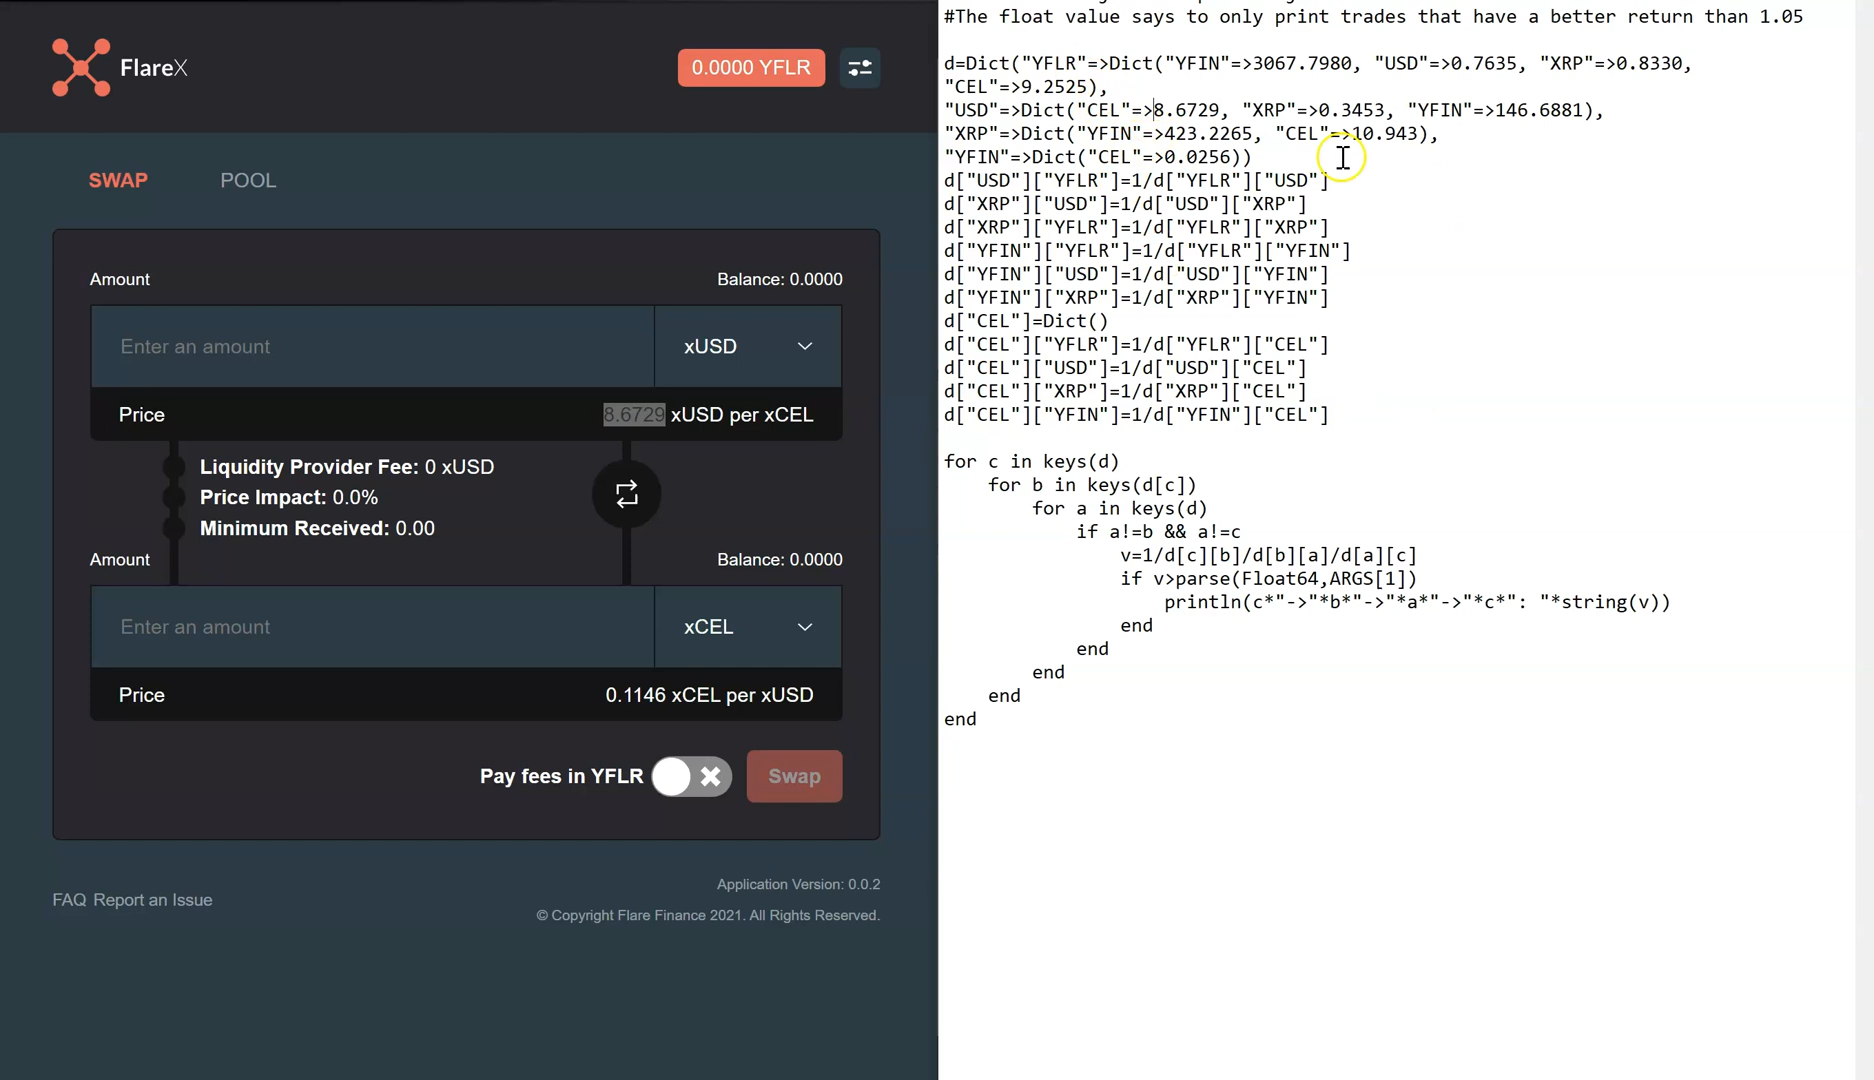 FlareX
0.0000 YFLR
SWAP
POOL
Amount
Balance: 0.0000
Enter an amount
xUSD
Price
8.6729 xUSD per xCEL
Liquidity Provider Fee: 0 xUSD
Price Impact: 0.0%
Minimum Received: 0.00
Amount
Balance: 0.0000
Enter an amount
xCEL
Price
0.1146 xCEL per xUSD
Pay fees in YFLR
Swap
FAQ Report an Issue
Application Version: 0.0.2
© Copyright Flare Finance 2021. All Rights Reserved.
#The float value says to only print trades that have a better return than 1.05
d=Dict("YFLR"=>Dict("YFIN"=>3067.7980, "USD"=>0.7635, "XRP"=>0.8330,
"CEL"=>9.2525),
"USD"=>Dict("CEL"=>8.6729, "XRP"=>0.3453, "YFIN"=>146.6881),
"XRP"=>Dict("YFIN"=>423.2265, "CEL"=>10.943),
"YFIN"=>Dict("CEL"=>0.0256))
d["USD"]["YFLR"]=1/d["YFLR"]["USD"]
d["XRP"]["USD"]=1/d["USD"]["XRP"]
d["XRP"]["YFLR"]=1/d["YFLR"]["XRP"]
d["YFIN"]["YFLR"]=1/d["YFLR"]["YFIN"]
d["YFIN"]["USD"]=1/d["USD"]["YFIN"]
d["YFIN"]["XRP"]=1/d["XRP"]["YFIN"]
d["CEL"]=Dict()
d["CEL"]["YFLR"]=1/d["YFLR"]["CEL"]
d["CEL"]["USD"]=1/d["USD"]["CEL"]
d["CEL"]["XRP"]=1/d["XRP"]["CEL"]
d["CEL"]["YFIN"]=1/d["YFIN"]["CEL"]
for c in keys(d)
for b in keys(d[c])
for a in keys(d)
if a!=b && a!=c
v=1/d[c][b]/d[b][a]/d[a][c]
if v>parse(Float64,ARGS[1])
println(c*"->"*b*"->"*a*"->"*c*": "*string(v))
end
end
end
end
end